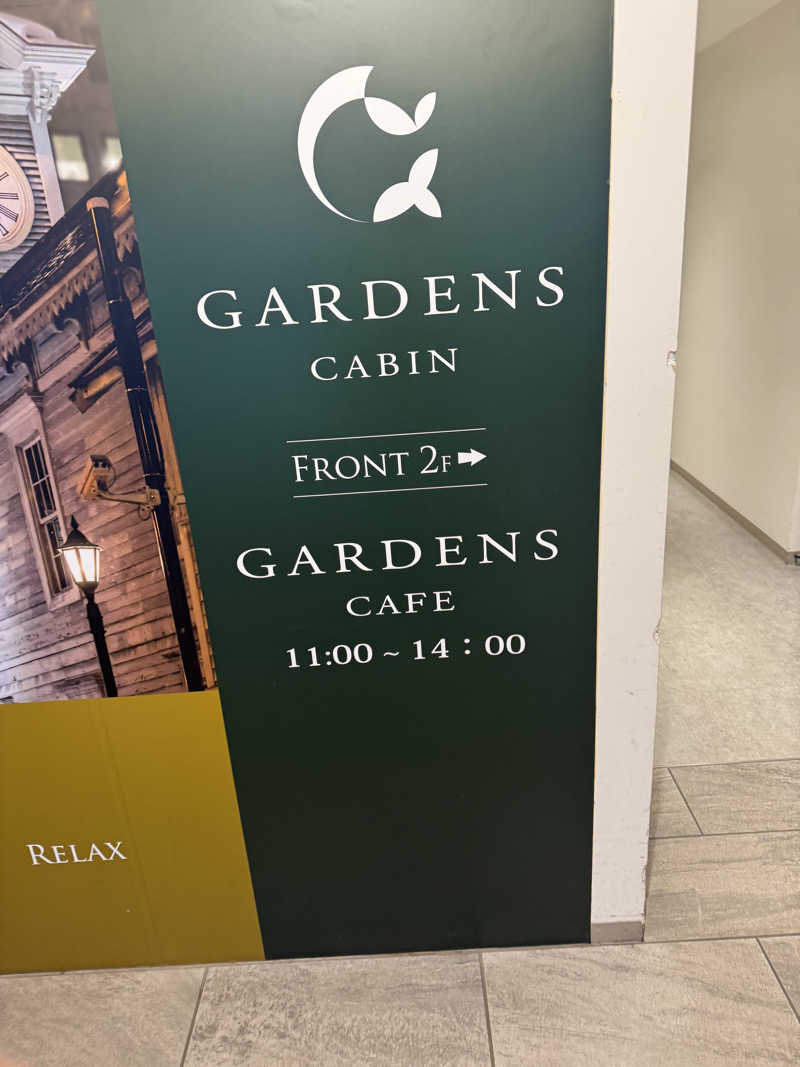 GARDENS
CABIN
FRONT 2F
GARDENS
CAFE
11:00 ~ 14：00
RELAX